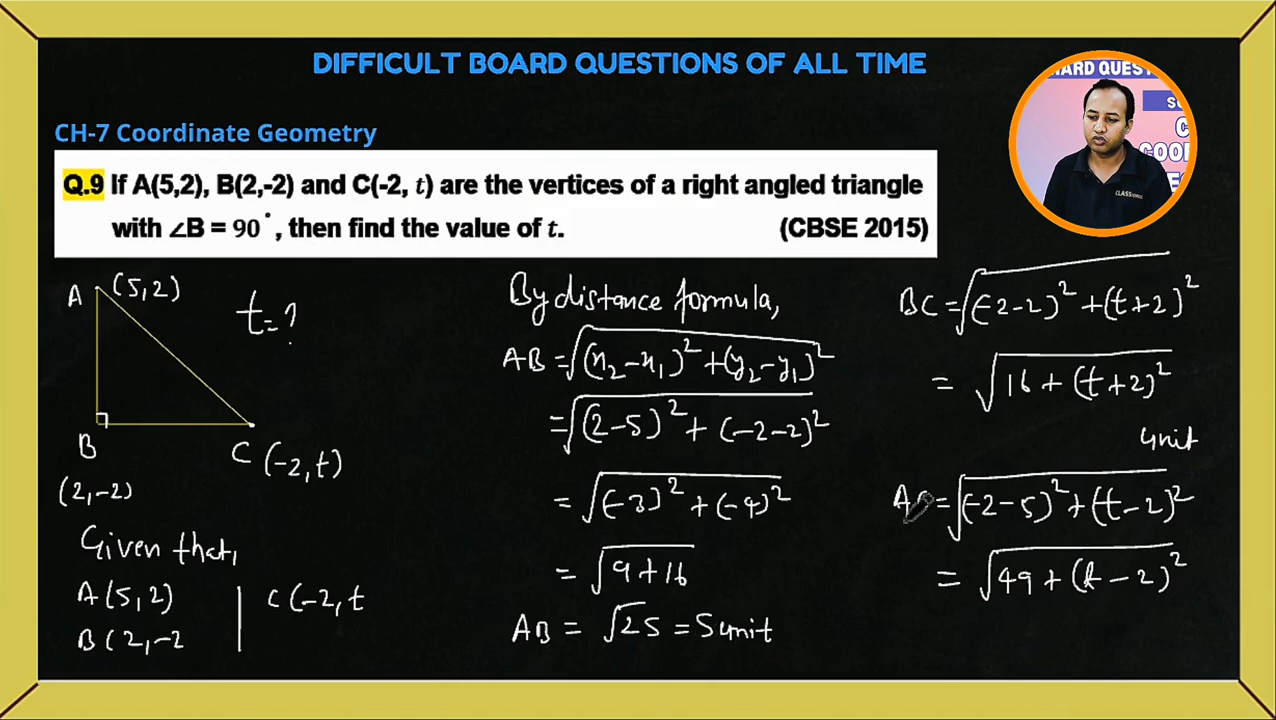 DIFFICULT BOARD QUESTIONS OF ALL TIME
CH-7 Coordinate Geometry
Q.9 If A(5,2), B(2,-2) and C(-2, t) are the vertices of a right angled triangle
with ∠B = 90°, then find the value of t. (CBSE 2015)
A (5,2)
t = ?
B
(2,-2)
C (-2, t)
Given that,
A(5, 2)
B(2, -2
C(-2, t
By distance formula,
AB = √(x₂-x₁)² + (y₂-y₁)²
= √(2-5)² + (-2-2)²
= √(-3)² + (-4)²
= √9+16
AB = √25 = 5 unit
BC = √(-2-2)² + (t+2)²
= √16 + (t+2)²
unit
= √(-2-5)² + (t-2)²
= √49 + (t-2)²
CLASS